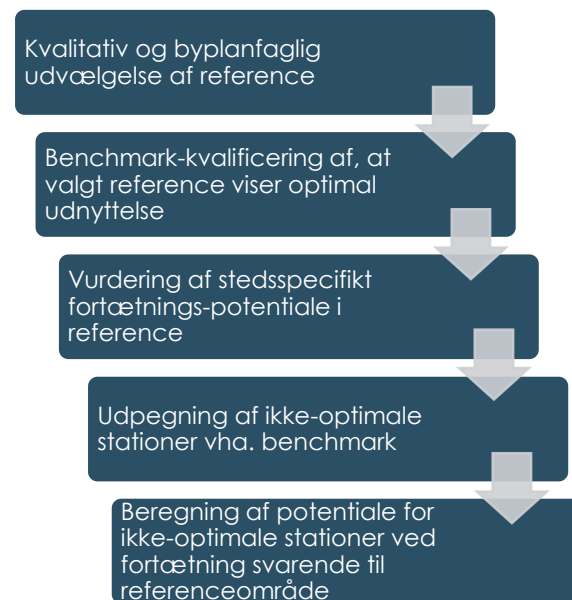 Kvalitativ og byplanfaglig
udvælgelse af reference
Benchmark-kvalificering af, at
valgt reference viser optimal
udnyttelse
Vurdering af stedsspecifikt
fortætnings-potentiale i
reference
Udpegning af ikke-optimale
stationer vha. benchmark
Beregning af potentiale for
ikke-optimale stationer ved
fortætning svarende til
referenceområde